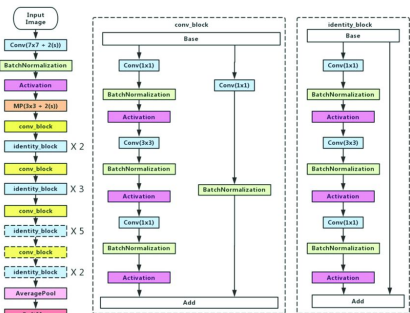 Input
Image
Conv(7x7 + 2(s))
BatchNormalization
Activation
MP(3x3 + 2(s))
conv_block
identity_block X 2
conv_block
identity_block X 3
conv_block
identity_block X 5
conv_block
identity_block X 2
AveragePool
conv_block
Base
Conv(1x1)
BatchNormalization
Activation
Conv(3x3)
BatchNormalization
Activation
Conv(1x1)
BatchNormalization
Activation
Conv(1x1)
BatchNormalization
Add
identity_block
Base
Conv(1x1)
BatchNormalization
Activation
Conv(3x3)
BatchNormalization
Activation
Conv(1x1)
BatchNormalization
Activation
Add